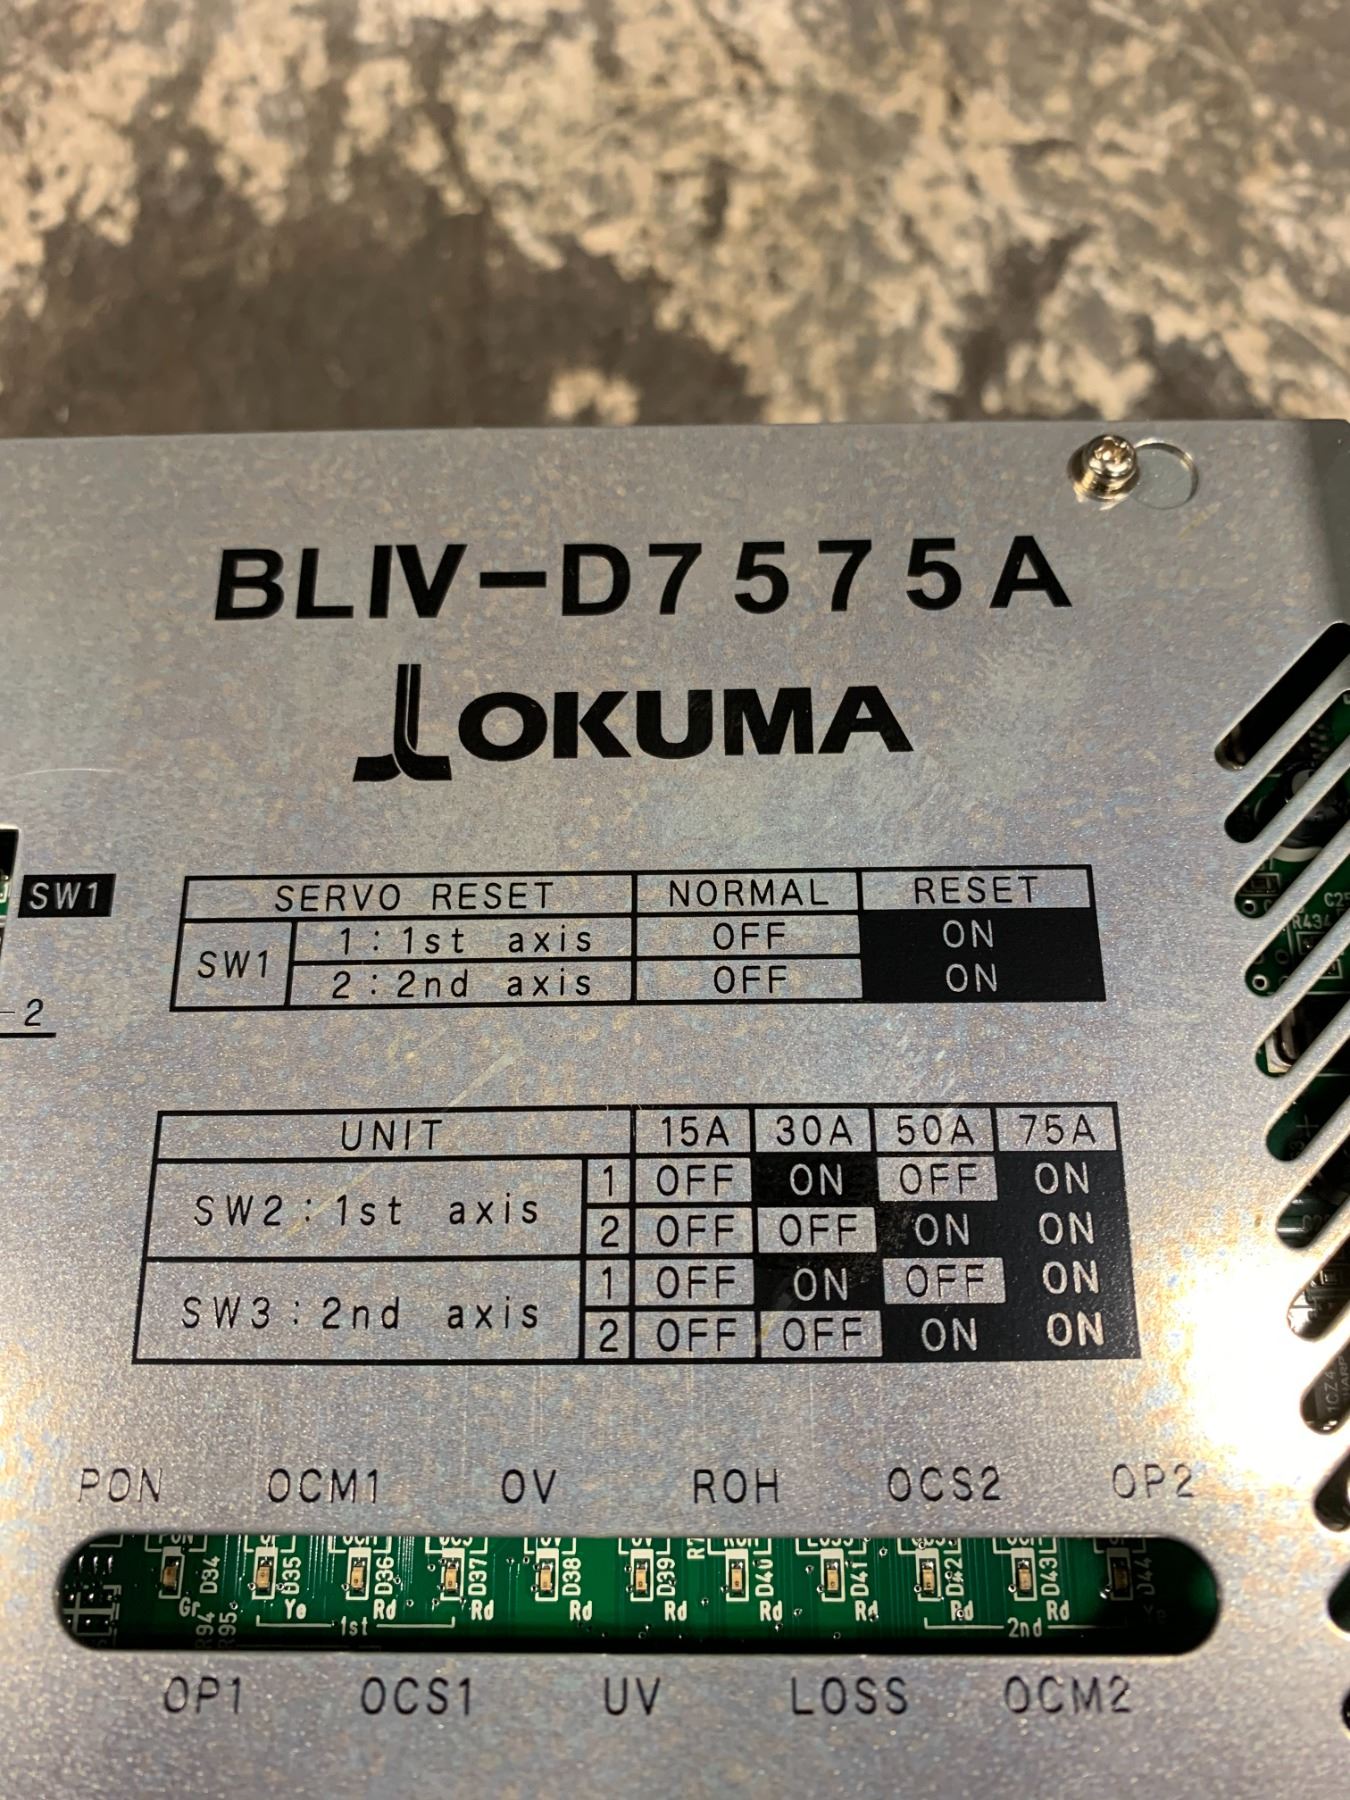 BLIV-D7575A
OKUMA
SW1
SERVO RESET NORMAL RESET
SW1 1:1st axis OFF ON
2:2nd axis OFF ON
-2
UNIT 15A 30A 50A 75A
SW2:1st axis 1 OFF ON OFF ON
2 OFF OFF ON ON
SW3:2nd axis 1 OFF ON OFF ON
2 OFF OFF ON ON
PON OCM1 OV ROH OCS2 OP2
D34 D35 D36 D37 D38 D39 D40 D41 D42 D43 D44
Gr Ye Rd Rd Rd Rd Rd Rd Rd Rd
R94 R95 1st 2nd
OP1 OCS1 UV LOSS OCM2
R434